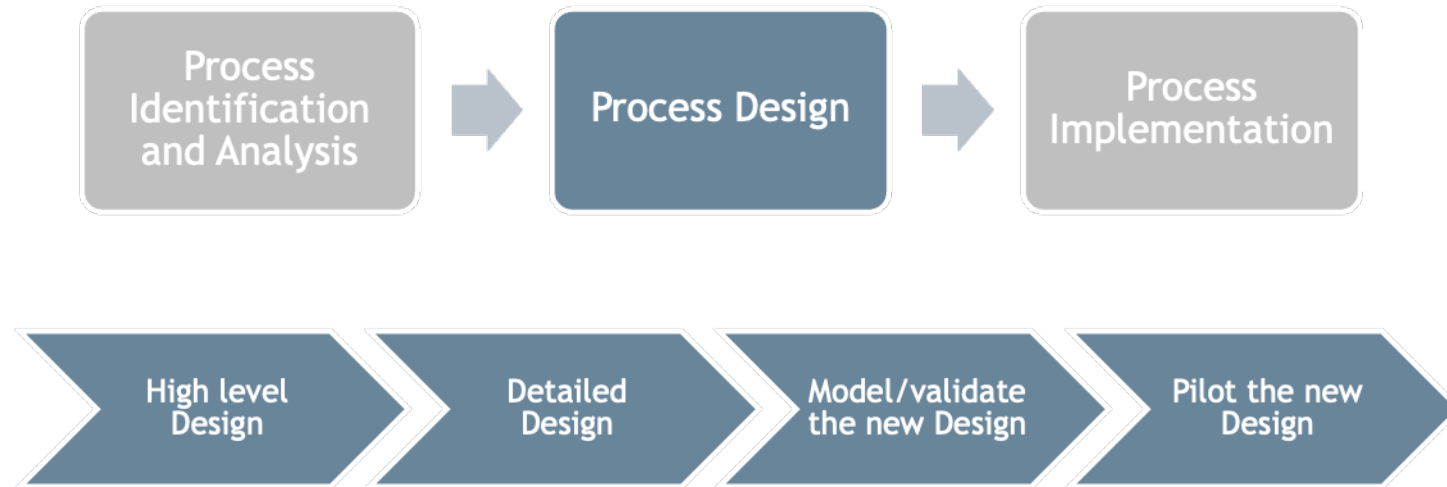 Process
Identification
and Analysis
Process Design
Process
Implementation
High level
Design
Detailed
Design
Model/validate
the new Design
Pilot the new
Design